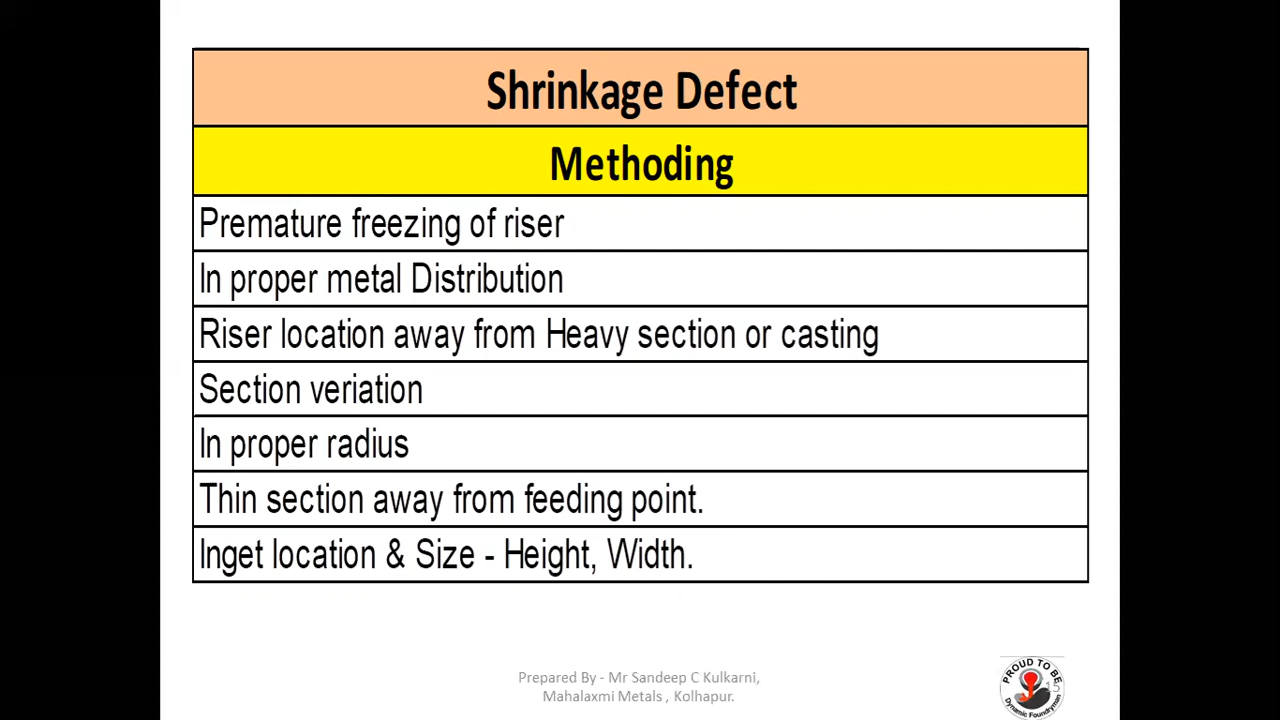 Shrinkage Defect
Methoding
Premature freezing of riser
In proper metal Distribution
Riser location away from Heavy section or casting
Section veriation
In proper radius
Thin section away from feeding point.
Inget location & Size - Height, Width.
Prepared By - Mr Sandeep C Kulkarni,
Mahalaxmi Metals , Kolhapur.
PROUD TO BE
Dynamic Foundryman